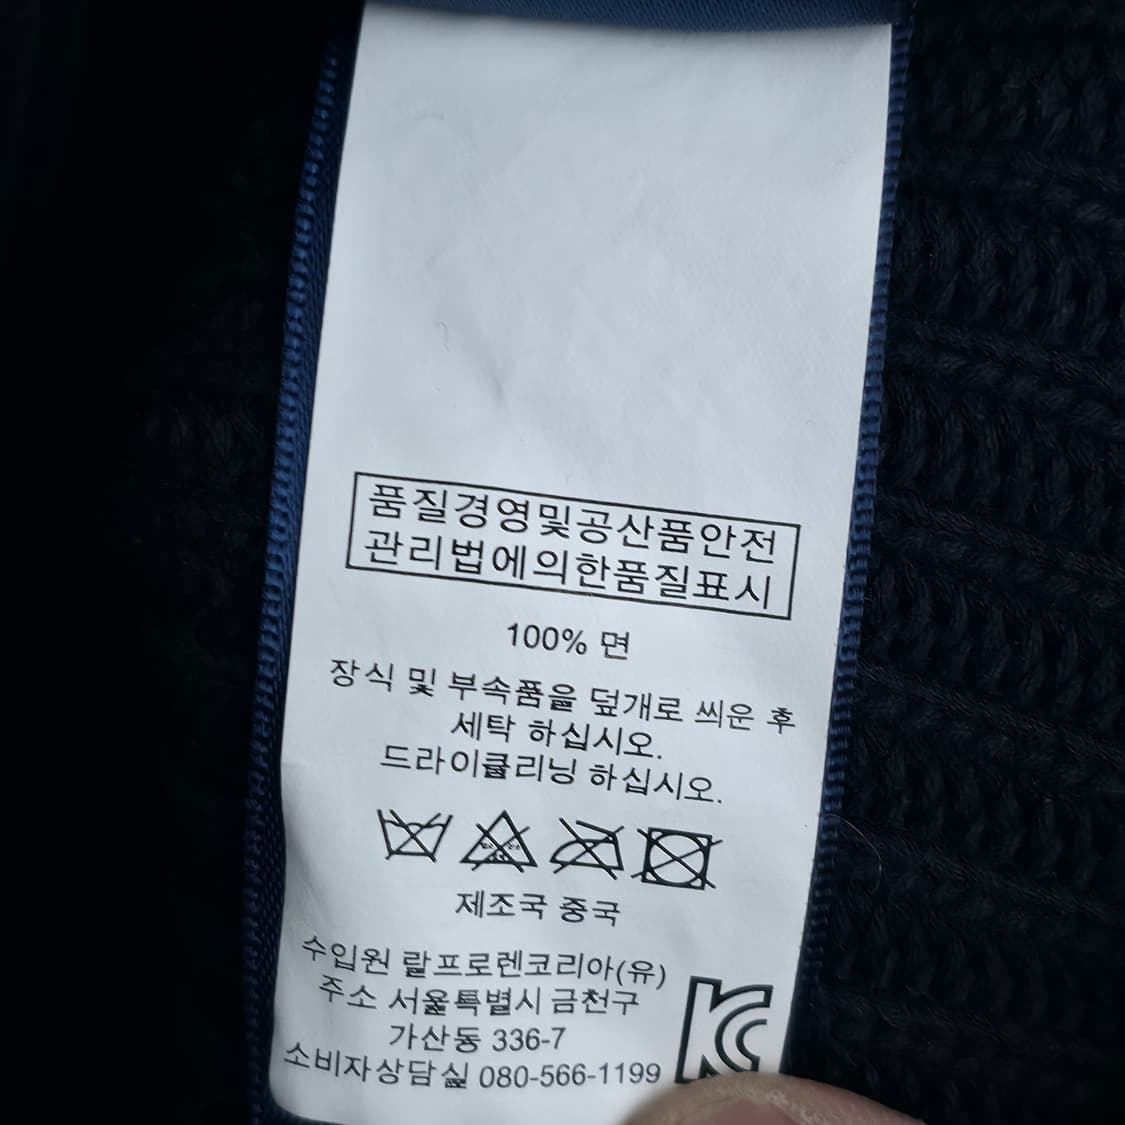 품질경영및공산품안전
관리법에의한품질표시
100% 면
장식 및 부속품을 덮개로 씌운 후
세탁 하십시오.
드라이클리닝 하십시오.
제조국 중국
수입원 랄프로렌코리아(유)
주소 서울특별시 금천구
가산동 336-7
소비자상담실 080-566-1199
KC